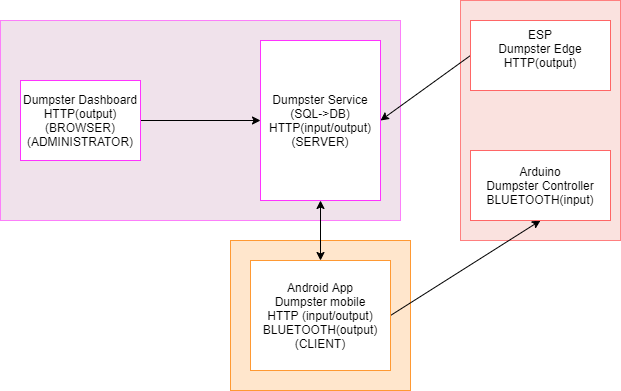 Dumpster Dashboard
HTTP(output)
(BROWSER)
(ADMINISTRATOR)
Dumpster Service
(SQL->DB)
HTTP(input/output)
(SERVER)
ESP
Dumpster Edge
HTTP(output)
Arduino
Dumpster Controller
BLUETOOTH(input)
Android App
Dumpster mobile
HTTP (input/output)
BLUETOOTH(output)
(CLIENT)